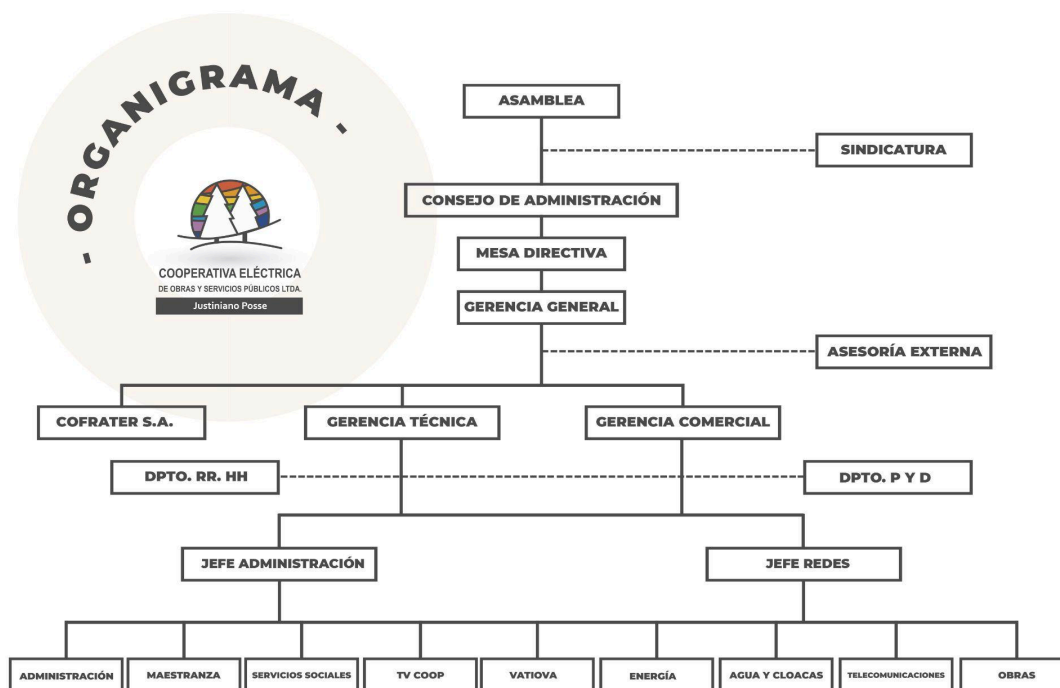 - ORGANIGRAMA -
COOPERATIVA ELÉCTRICA
DE OBRAS Y SERVICIOS PÚBLICOS LTDA.
Justiniano Posse
ASAMBLEA
SINDICATURA
CONSEJO DE ADMINISTRACIÓN
MESA DIRECTIVA
GERENCIA GENERAL
ASESORÍA EXTERNA
COFRATER S.A.
GERENCIA TÉCNICA
GERENCIA COMERCIAL
DPTO. RR. HH
DPTO. P Y D
JEFE ADMINISTRACIÓN
JEFE REDES
ADMINISTRACIÓN
MAESTRANZA
SERVICIOS SOCIALES
TV COOP
VATIOVA
ENERGÍA
AGUA Y CLOACAS
TELECOMUNICACIONES
OBRAS